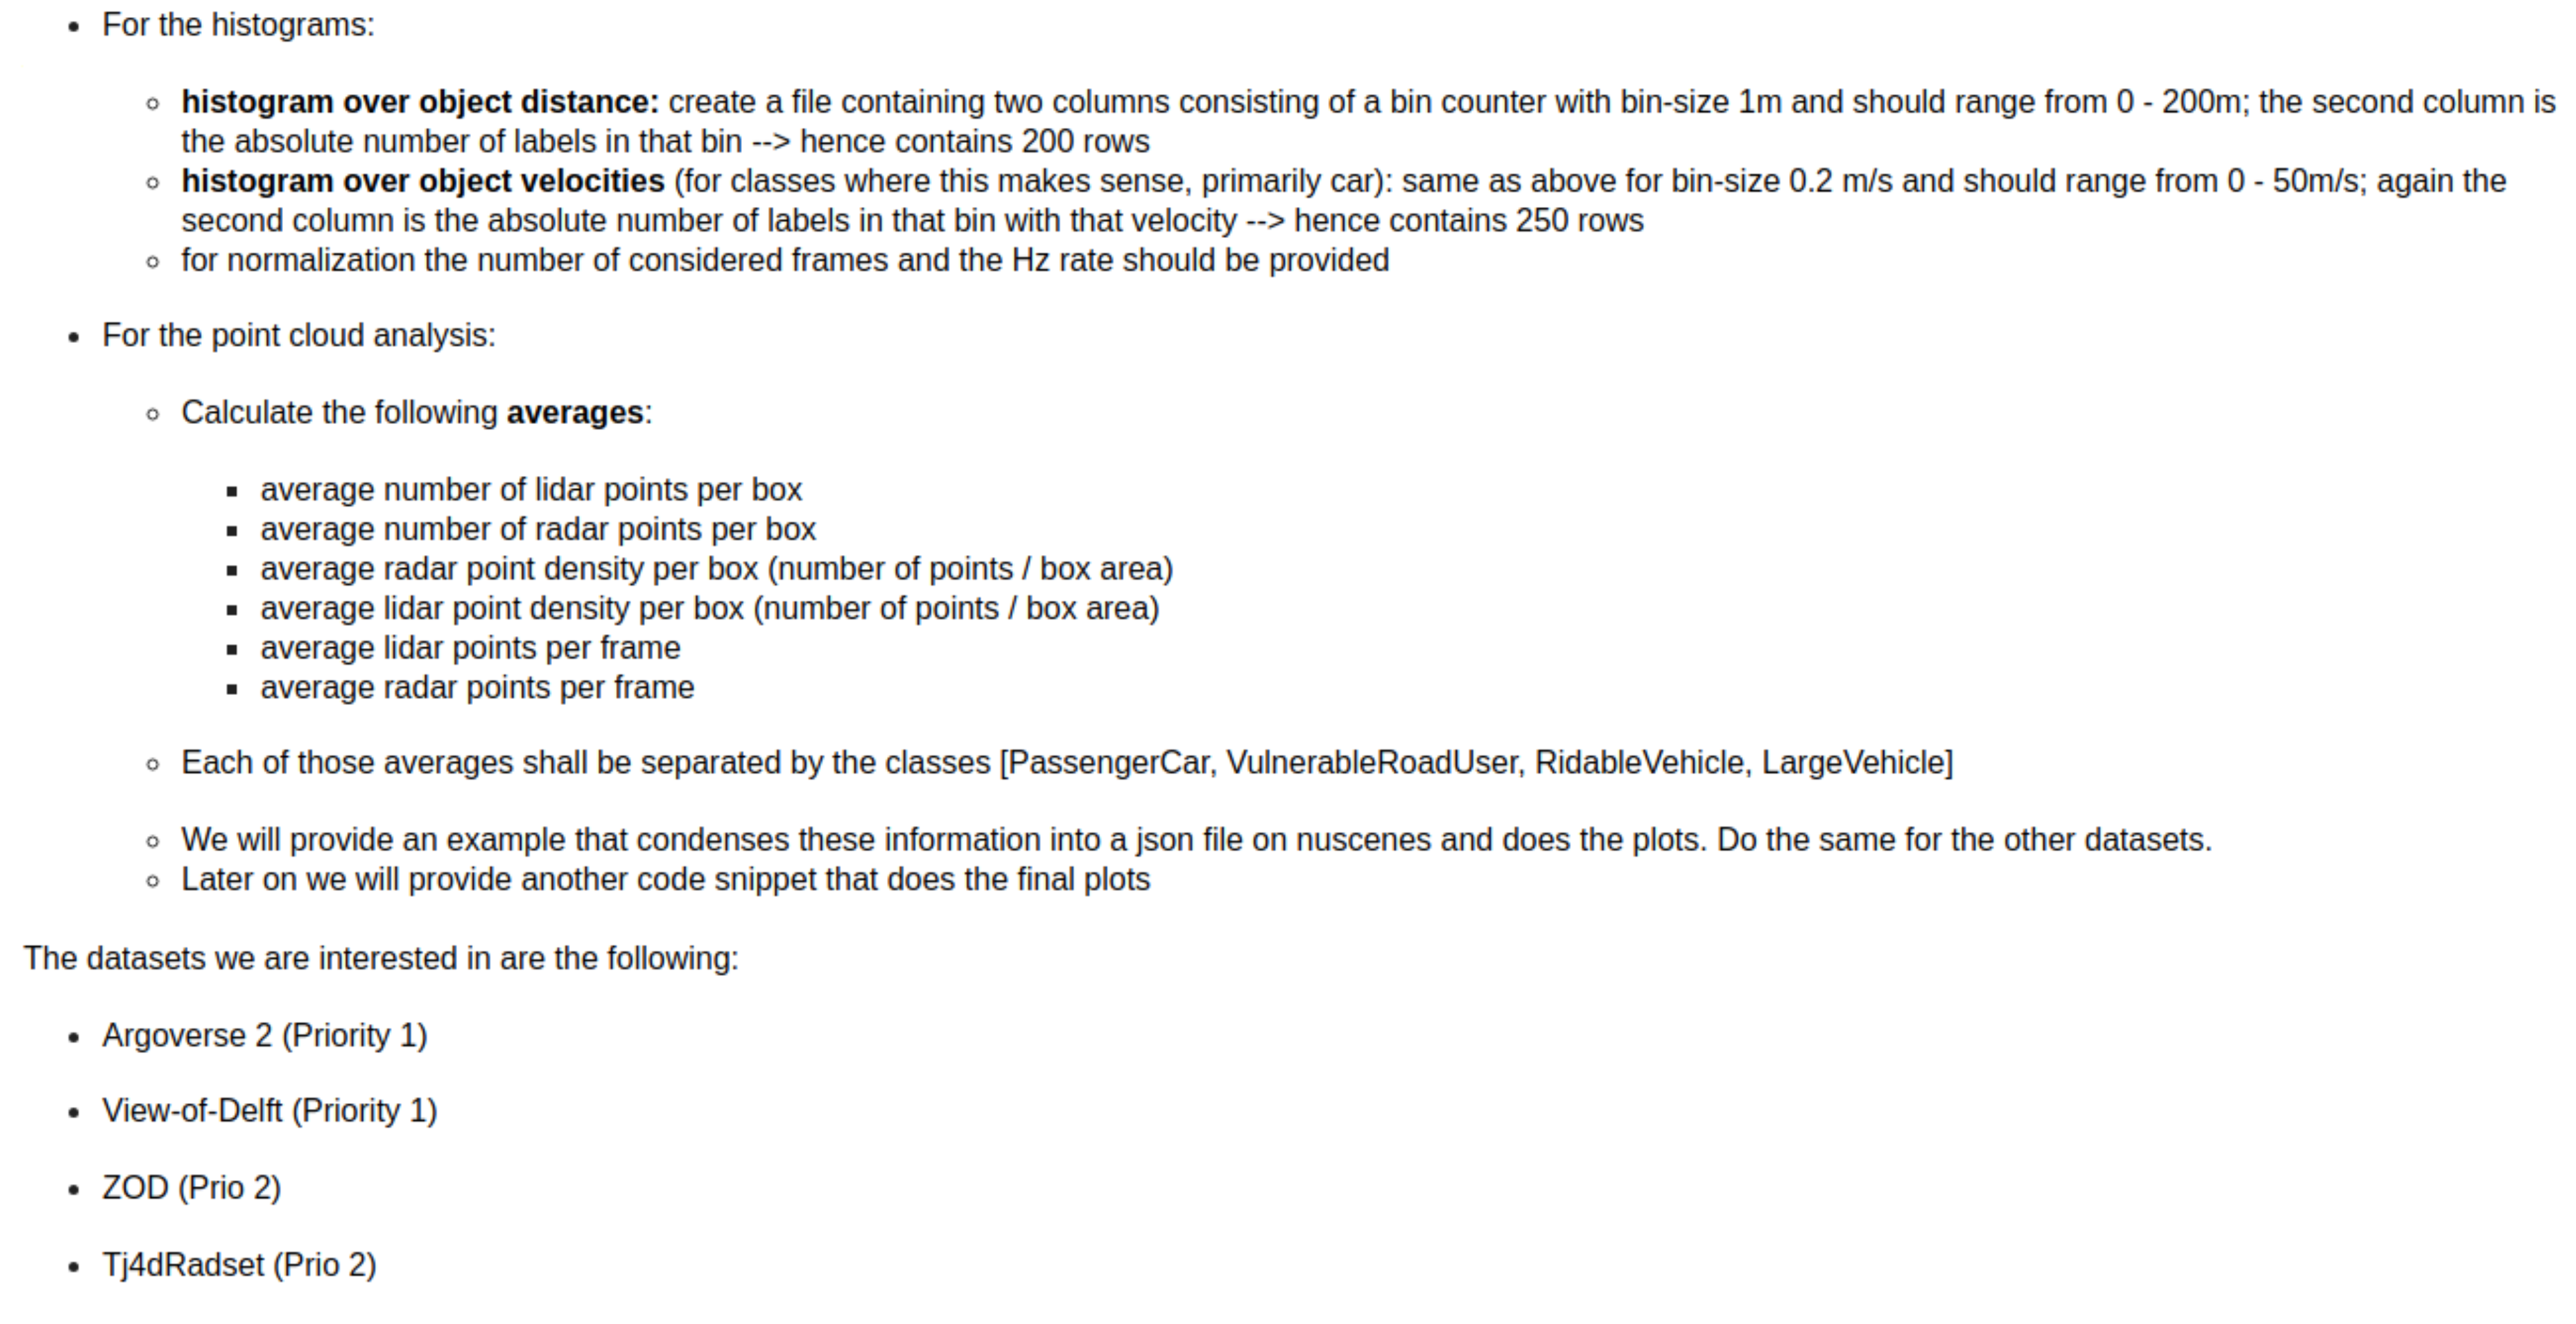 For the histograms:
histogram over object distance: create a file containing two columns consisting of a bin counter with bin-size 1m and should range from 0 - 200m; the second column is
the absolute number of labels in that bin --> hence contains 200 rows
histogram over object velocities (for classes where this makes sense, primarily car): same as above for bin-size 0.2 m/s and should range from 0 - 50m/s; again the
second column is the absolute number of labels in that bin with that velocity --> hence contains 250 rows
for normalization the number of considered frames and the Hz rate should be provided
For the point cloud analysis:
Calculate the following averages:
average number of lidar points per box
average number of radar points per box
average radar point density per box (number of points / box area)
average lidar point density per box (number of points / box area)
average lidar points per frame
average radar points per frame
Each of those averages shall be separated by the classes [PassengerCar, VulnerableRoadUser, RidableVehicle, LargeVehicle]
We will provide an example that condenses these information into a json file on nuscenes and does the plots. Do the same for the other datasets.
Later on we will provide another code snippet that does the final plots
The datasets we are interested in are the following:
Argoverse 2 (Priority 1)
View-of-Delft (Priority 1)
ZOD (Prio 2)
Tj4dRadset (Prio 2)